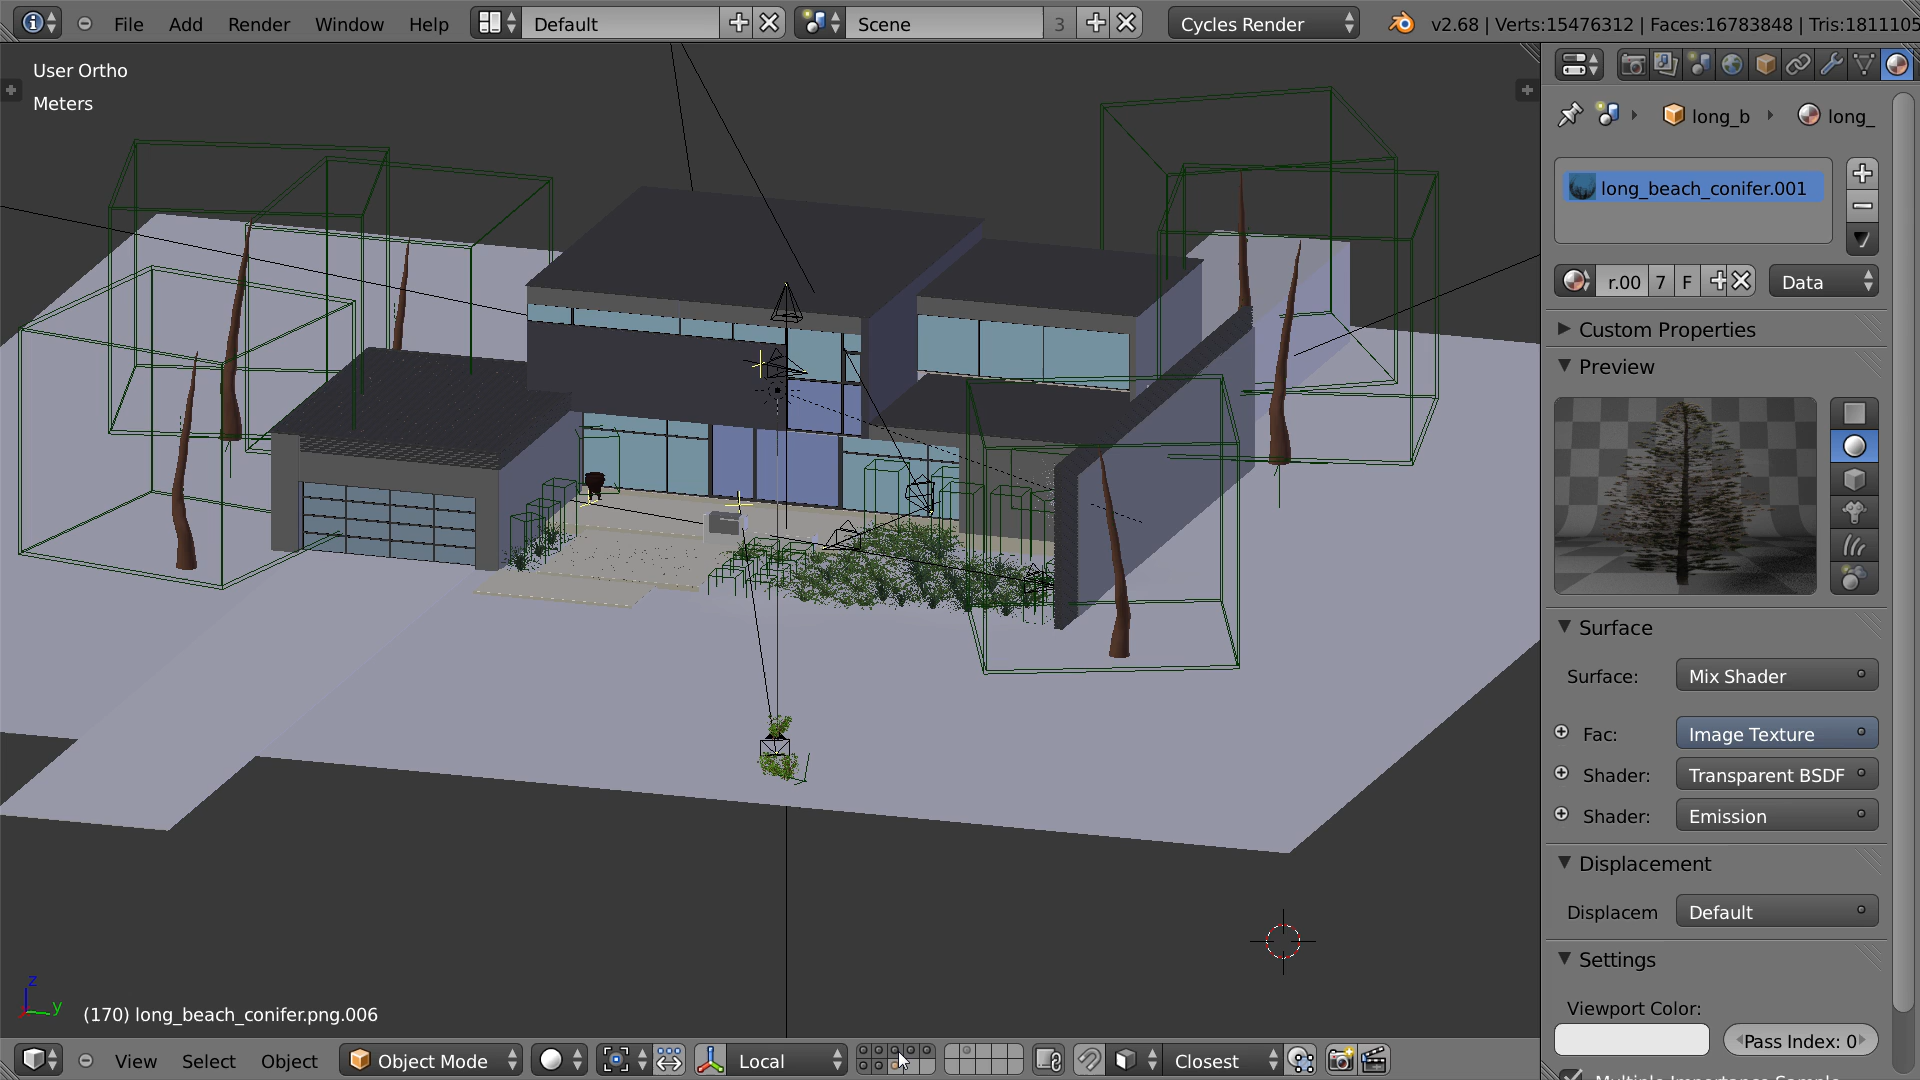 File Add Render Window Help Default Scene 3 Cycles Render v2.68 | Verts:15476312 | Faces:16783848 | Tris:1811105
User Ortho
Meters
long_b long_
long_beach_conifer.001
r.00 7 F Data
Custom Properties
Preview
Surface
Surface: Mix Shader
Fac: Image Texture
Shader: Transparent BSDF
Shader: Emission
Displacement
Displacem Default
Settings
Viewport Color:
Pass Index: 0
z
y
(170) long_beach_conifer.png.006
View Select Object Object Mode Local Closest